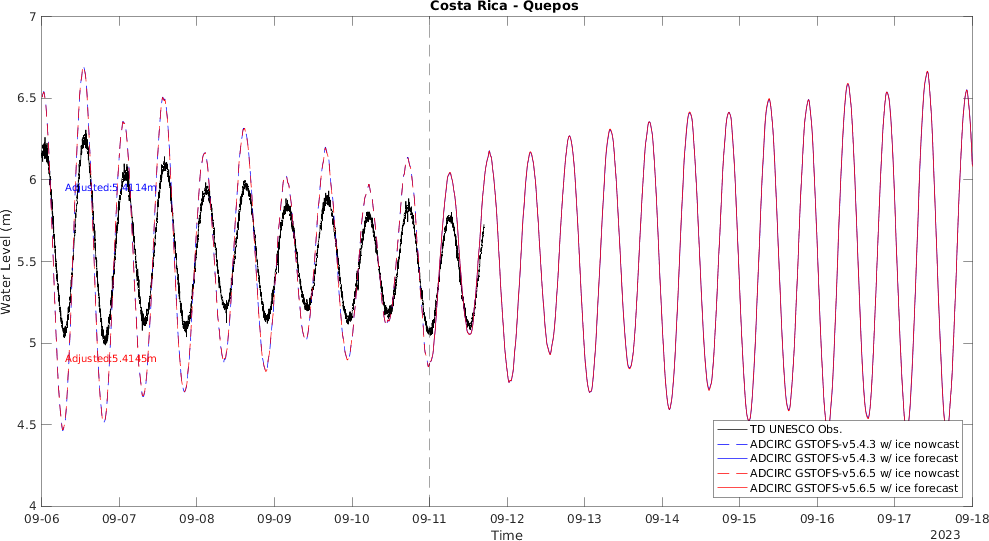 Costa Rica - Quepos
7
6.5
6
5.5
5
4.5
4
Water Level (m)
Adjusted:5.4114m
Adjusted:5.4145m
TD UNESCO Obs.
ADCIRC GSTOFS-v5.4.3 w/ ice nowcast
ADCIRC GSTOFS-v5.4.3 w/ ice forecast
ADCIRC GSTOFS-v5.6.5 w/ ice nowcast
ADCIRC GSTOFS-v5.6.5 w/ ice forecast
09-06 09-07 09-08 09-09 09-10 09-11 09-12 09-13 09-14 09-15 09-16 09-17 09-18
Time
2023